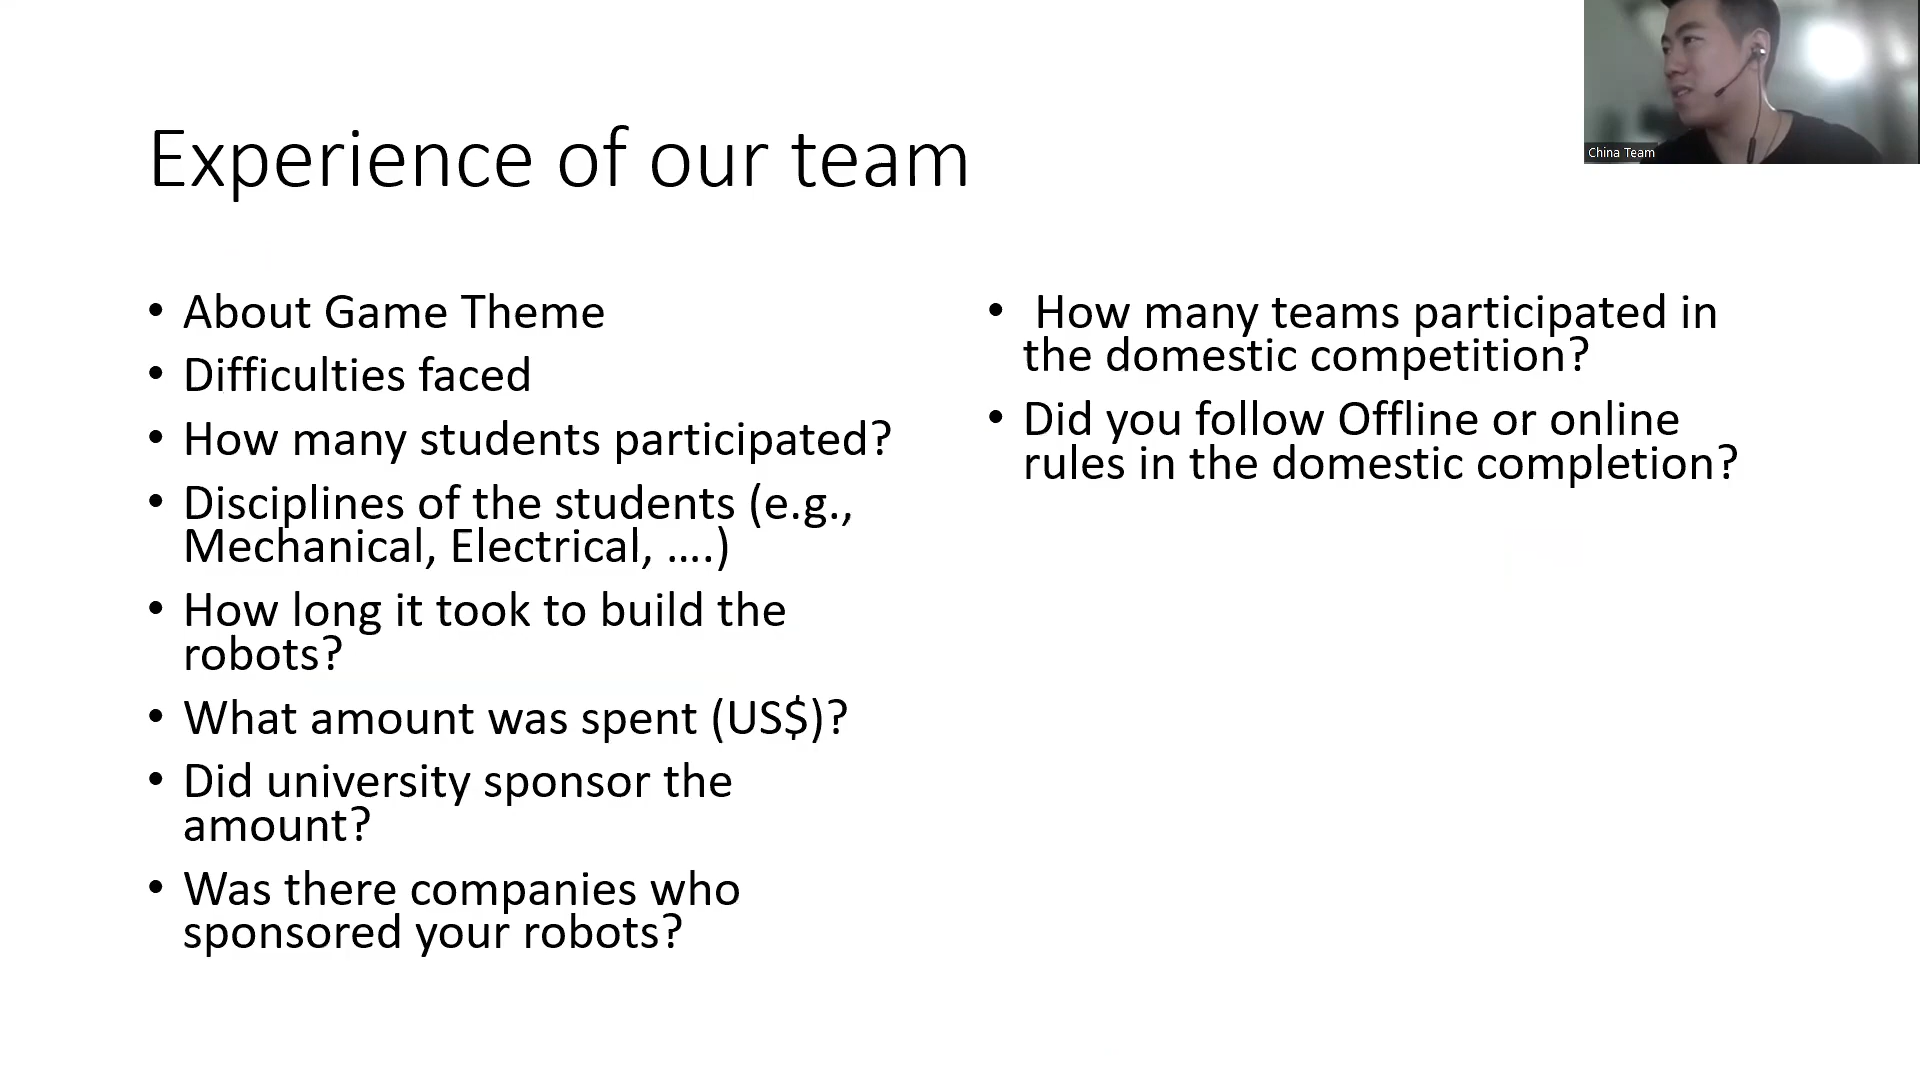 Experience of our team
• About Game Theme
• Difficulties faced
• How many students participated?
• Disciplines of the students (e.g.,
Mechanical, Electrical, ....)
• How long it took to build the
robots?
• What amount was spent (US$)?
• Did university sponsor the
amount?
• Was there companies who
sponsored your robots?
• How many teams participated in
the domestic competition?
• Did you follow Offline or online
rules in the domestic completion?
China Team